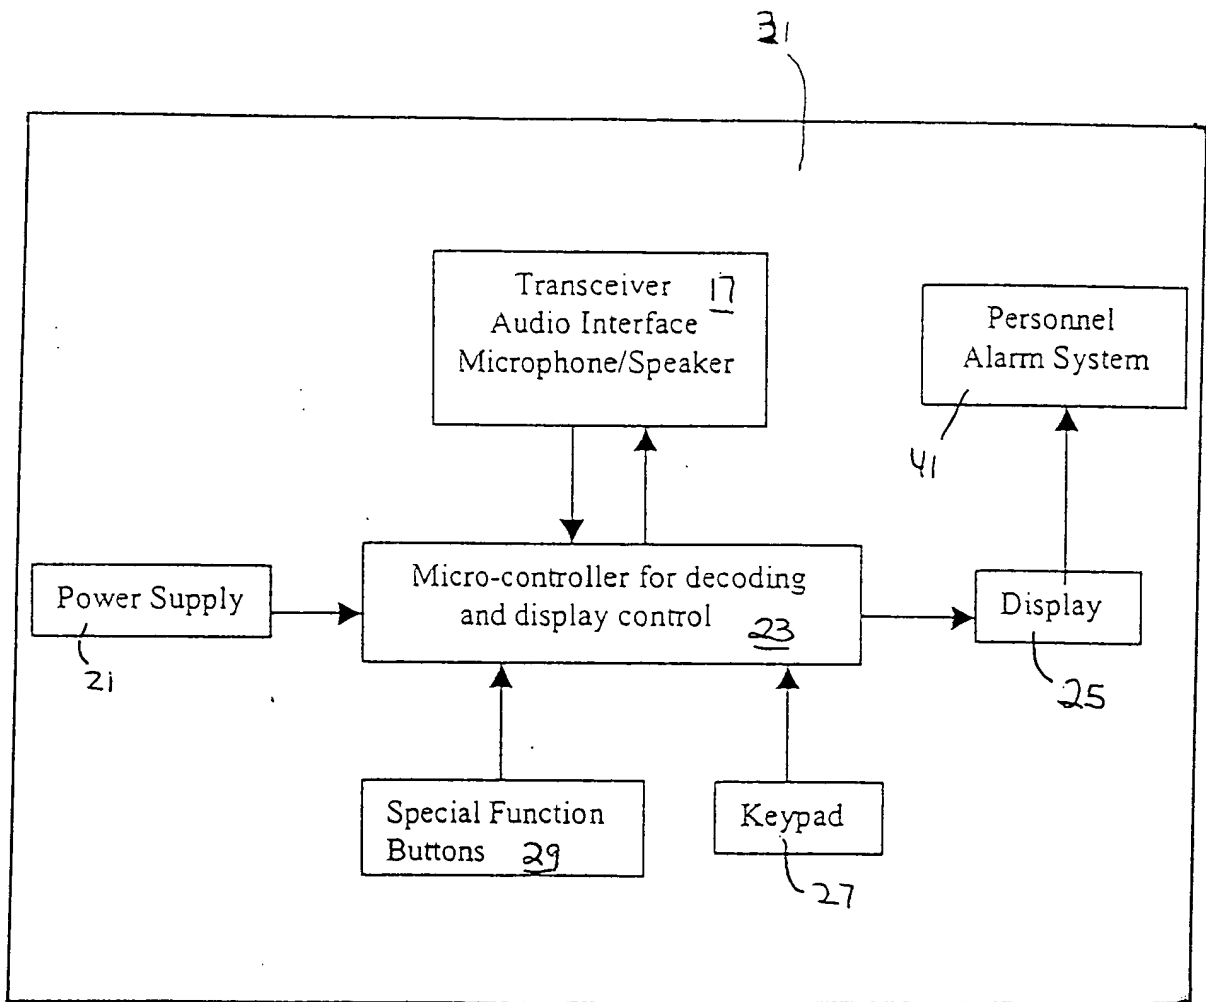 31
Transceiver 17
Audio Interface
Microphone/Speaker
Personnel
Alarm System
41
Power Supply
21
Micro-controller for decoding
and display control 23
Display
25
Special Function
Buttons 29
Keypad
27